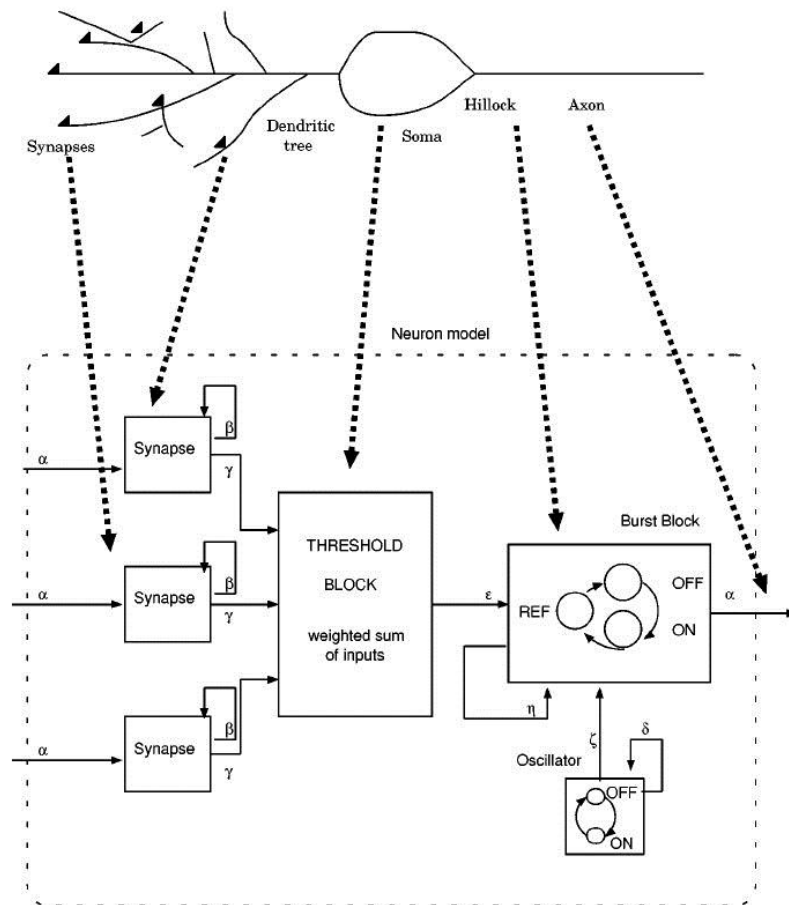 Synapses
Dendritic
tree
Soma
Hillock
Axon
Neuron model
Synapse
β
α
γ
THRESHOLD
BLOCK
weighted sum
of inputs
Synapse
β
α
γ
Synapse
β
α
γ
ε
Burst Block
REF
OFF
ON
α
η
ζ
δ
Oscillator
OFF
ON